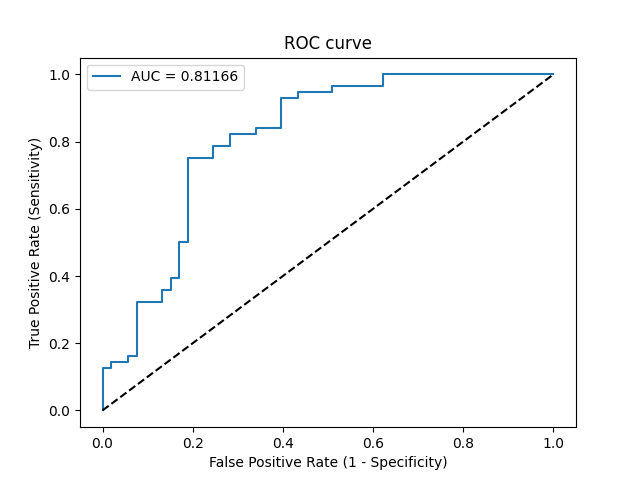 ROC curve
AUC = 0.81166
1.0
0.8
0.6
0.4
0.2
0.0
True Positive Rate (Sensitivity)
0.0 0.2 0.4 0.6 0.8 1.0
False Positive Rate (1 - Specificity)